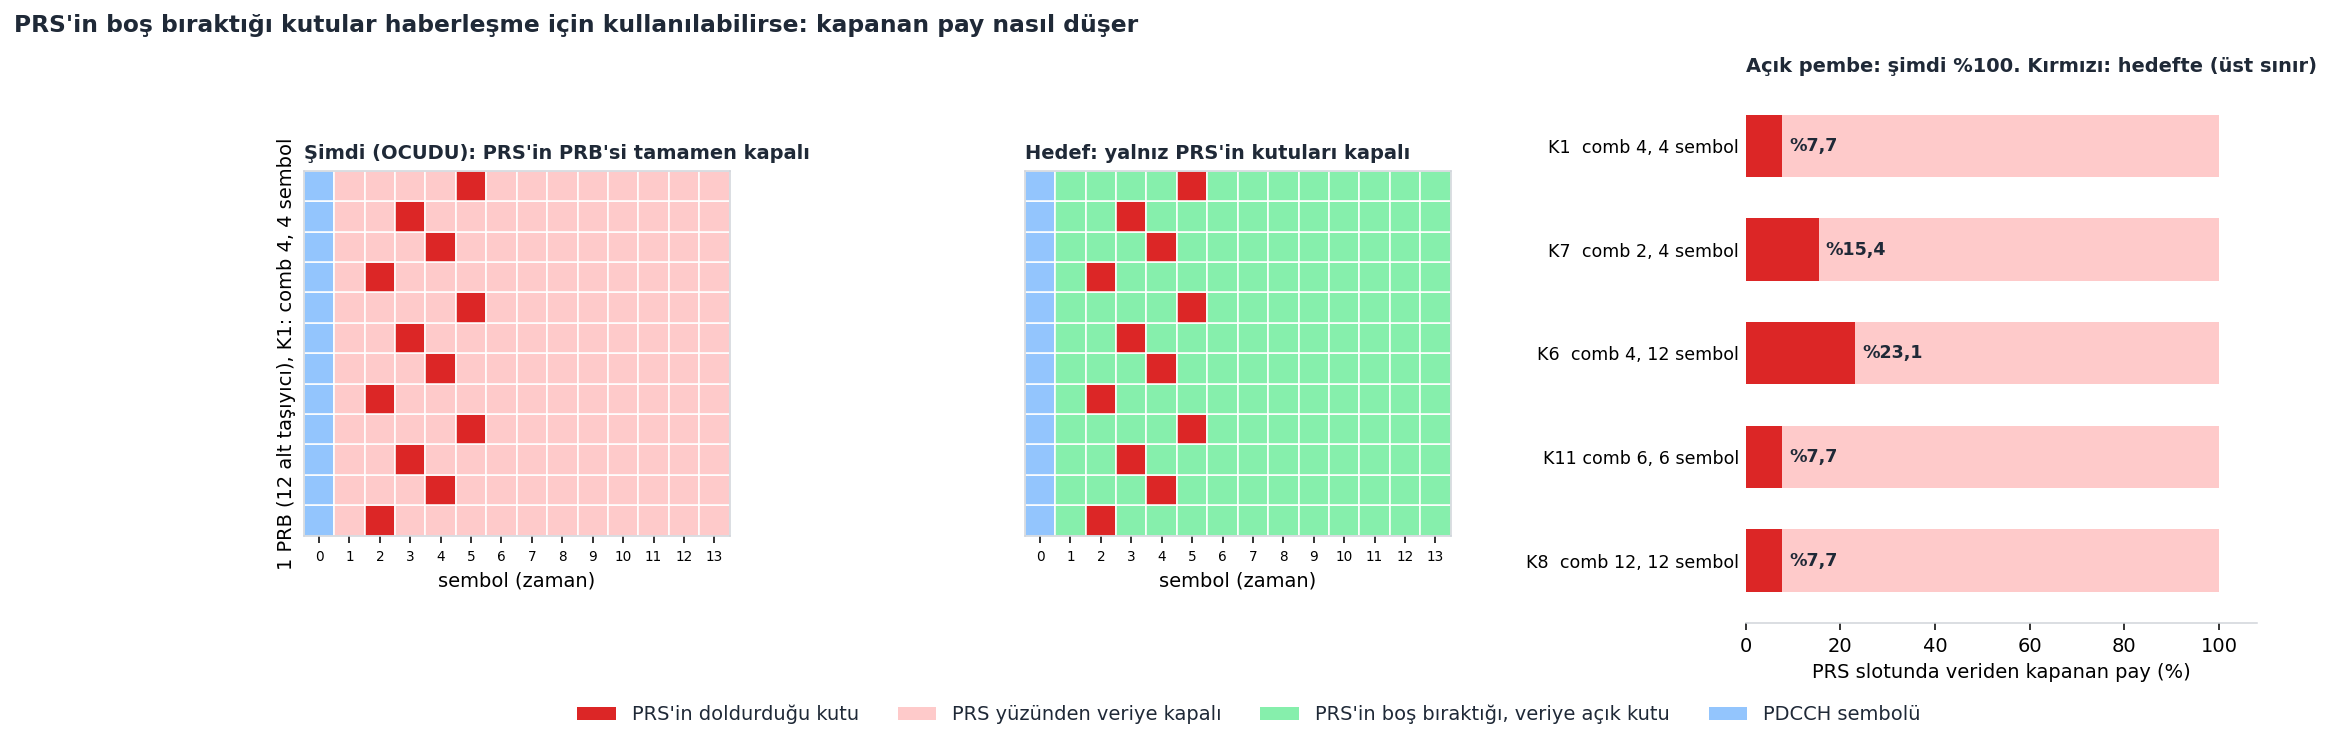 PRS'in boş bıraktığı kutular haberleşme için kullanılabilirse: kapanan pay nasıl düşer
Şimdi (OCUDU): PRS'in PRB'si tamamen kapalı
1 PRB (12 alt taşıyıcı), K1: comb 4, 4 sembol
0 1 2 3 4 5 6 7 8 9 10 11 12 13
sembol (zaman)
Hedef: yalnız PRS'in kutuları kapalı
0 1 2 3 4 5 6 7 8 9 10 11 12 13
sembol (zaman)
Açık pembe: şimdi %100. Kırmızı: hedefte (üst sınır)
K1 comb 4, 4 sembol %7,7
K7 comb 2, 4 sembol %15,4
K6 comb 4, 12 sembol %23,1
K11 comb 6, 6 sembol %7,7
K8 comb 12, 12 sembol %7,7
0 20 40 60 80 100
PRS slotunda veriden kapanan pay (%)
PRS'in doldurduğu kutu
PRS yüzünden veriye kapalı
PRS'in boş bıraktığı, veriye açık kutu
PDCCH sembolü